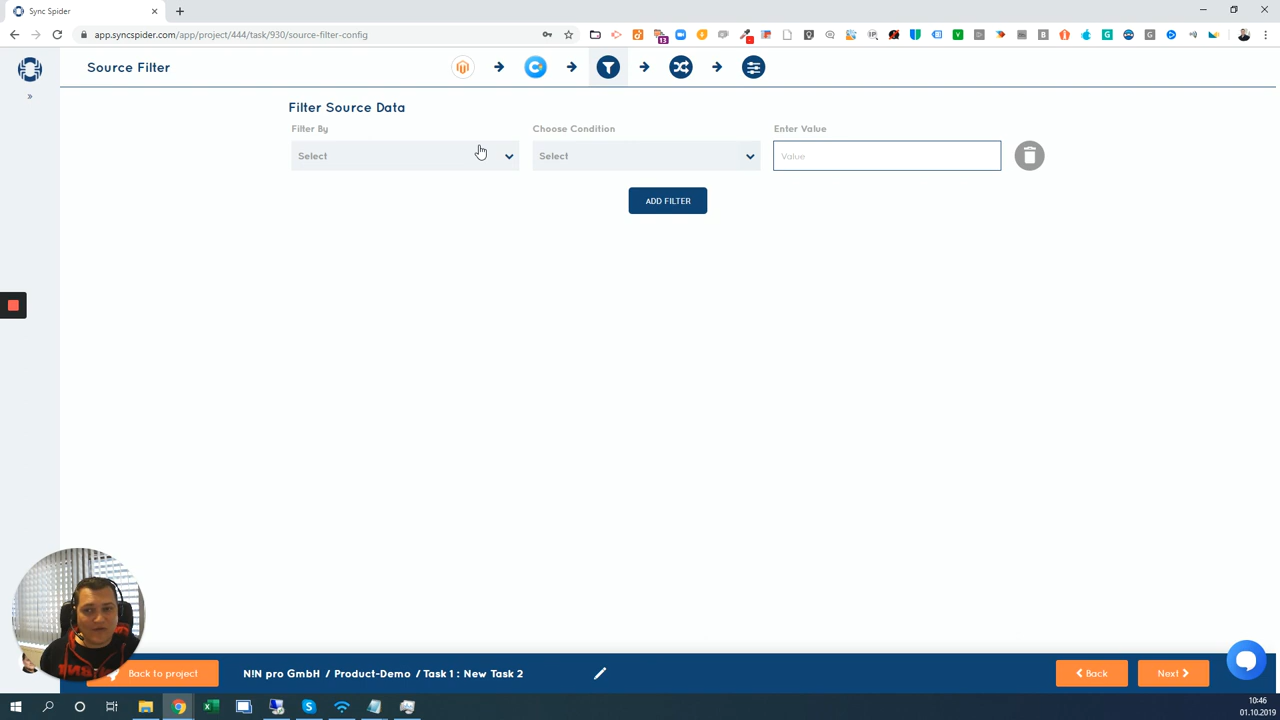 Sync Spider
app.syncspider.com/app/project/444/task/930/source-filter-config
13
Source Filter
Filter Source Data
Filter By
Choose Condition
Enter Value
Select
Select
Value
ADD FILTER
Back to project
N!N pro GmbH / Product-Demo / Task 1 : New Task 2
Back
Next
10:46
01.10.2019